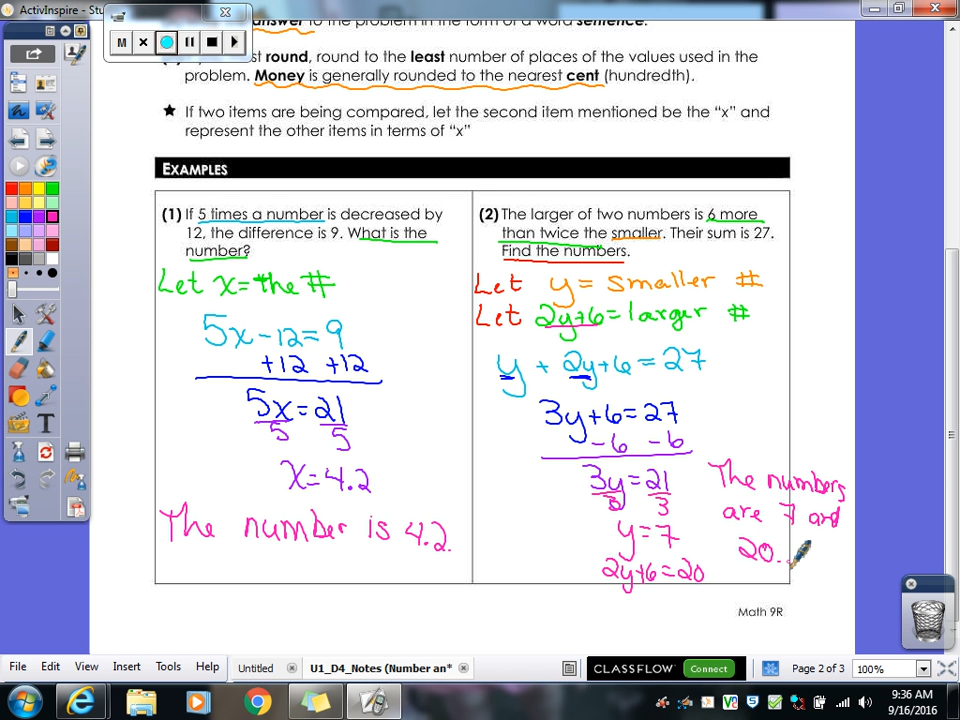 ActivInspire - Stu
answer to the problem in the form of a word sentence.
round, round to the least number of places of the values used in the
problem. Money is generally rounded to the nearest cent (hundredth).
★ If two items are being compared, let the second item mentioned be the “x” and
represent the other items in terms of “x”
EXAMPLES
(1) If 5 times a number is decreased by
12, the difference is 9. What is the
number?
Let x = the #
5x - 12 = 9
+12 +12
5x = 21
5 5
x = 4.2
The number is 4.2.
(2) The larger of two numbers is 6 more
than twice the smaller. Their sum is 27.
Find the numbers.
Let y = smaller #
Let 2y+6 = larger #
y + 2y+6 = 27
3y+6 = 27
-6 -6
3y = 21
3 3
y = 7
2y+6 = 20
The numbers
are 7 and
20.
Math 9R
File Edit View Insert Tools Help
Untitled
U1_D4_Notes (Number an*
CLASSFLOW Connect
Page 2 of 3
100%
9:36 AM
9/16/2016